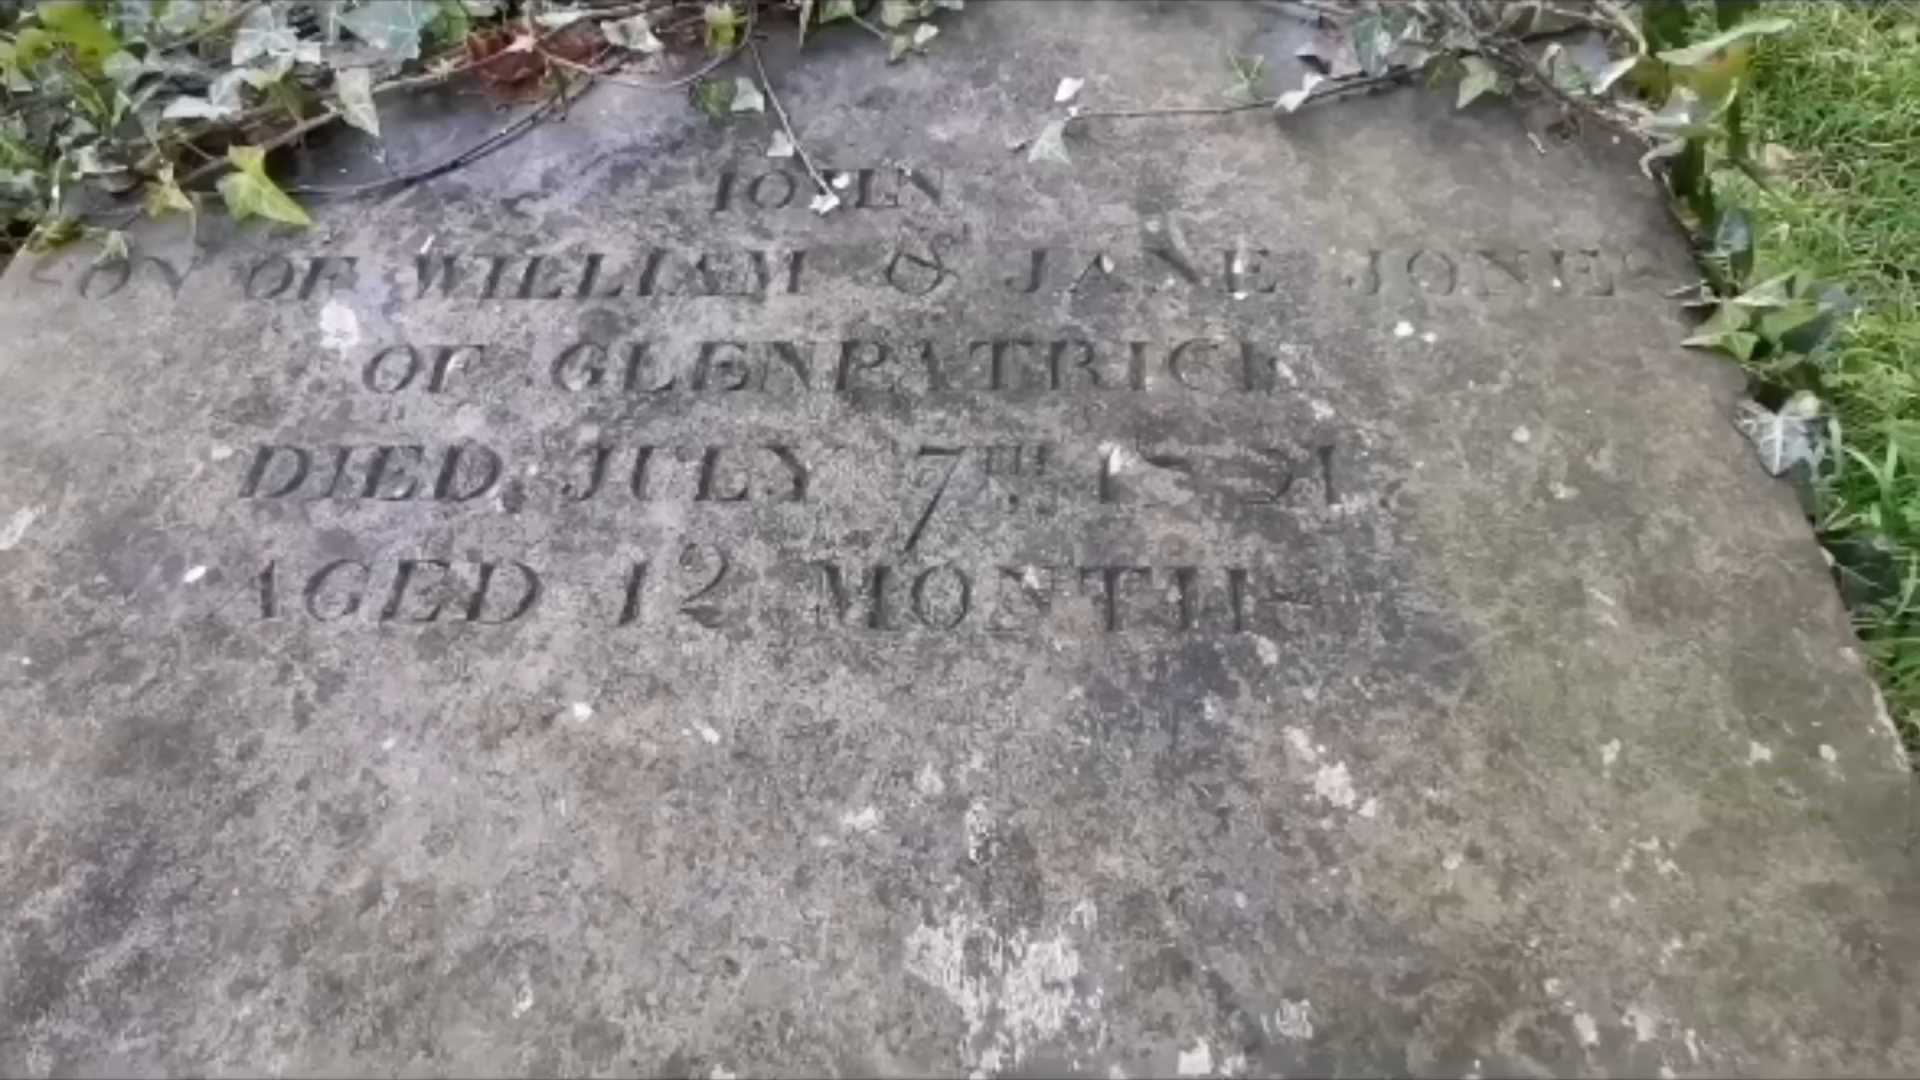 JOHN
SON OF WILLIAM & JANE JONES
OF GLENPATRICK
DIED, JULY 7TH
AGED 12 MONTHS